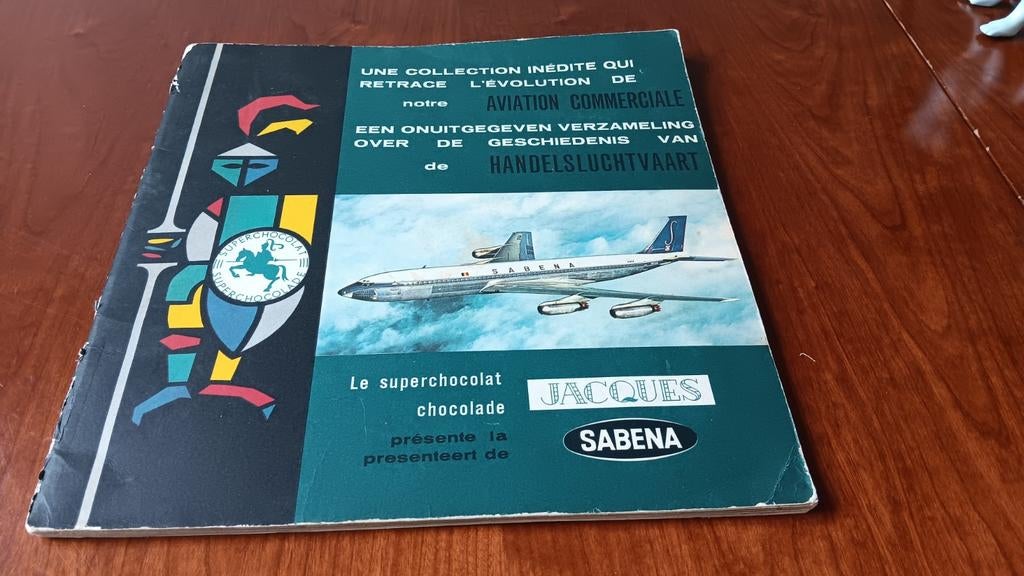 UNE COLLECTION INÉDITE QUI
RETRACE L'ÉVOLUTION DE
notre AVIATION COMMERCIALE
EEN ONUITGEGEVEN VERZAMELING
OVER DE GESCHIEDENIS VAN
de HANDELSLUCHTVAART
SUPERCHOCOLAT
SUPERCHOCOLADE
SABENA
S
Le superchocolat
chocolade
JACQUES
présente la
presenteert de
SABENA